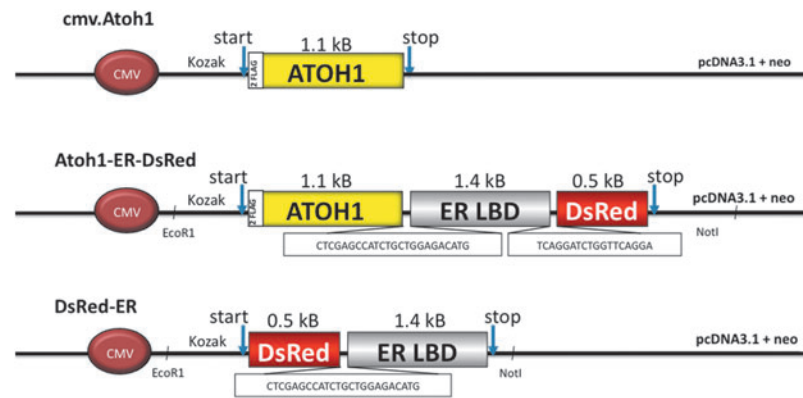 cmv.Atoh1
start 1.1 kB stop
CMV Kozak 2 FLAG ATOH1 pcDNA3.1 + neo
Atoh1-ER-DsRed
start 1.1 kB 1.4 kB 0.5 kB stop
CMV EcoR1 Kozak 2 FLAG ATOH1 ER LBD DsRed NotI pcDNA3.1 + neo
CTCGAGCCATCTGCTGGAGACATG TCAGGATCTGGTTCAGGA
DsRed-ER
start 0.5 kB 1.4 kB stop
CMV EcoR1 Kozak DsRed ER LBD NotI pcDNA3.1 + neo
CTCGAGCCATCTGCTGGAGACATG